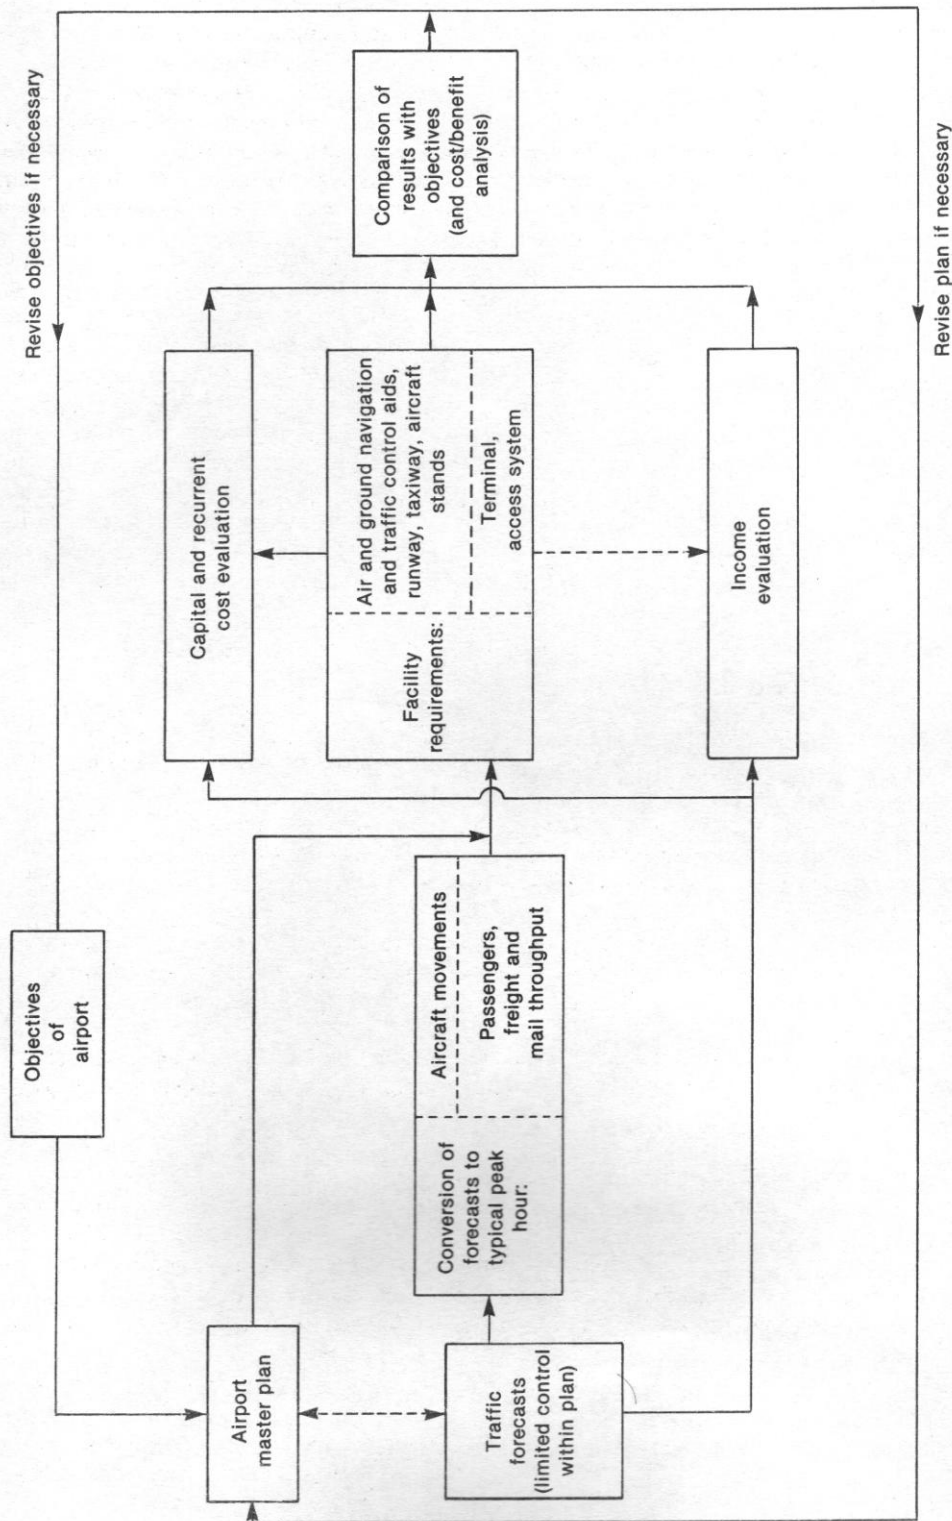 Revise objectives if necessary
Objectives
of
airport
Airport
master plan
Traffic
forecasts
(limited control
within plan)
Conversion of
forecasts to
typical peak
hour:
Aircraft movements
Passengers,
freight and
mail throughput
Capital and recurrent
cost evaluation
Facility
requirements:
Air and ground navigation
and traffic control aids,
runway, taxiway, aircraft
stands
Terminal,
access system
Income
evaluation
Comparison of
results with
objectives
(and cost/benefit
analysis)
Revise plan if necessary